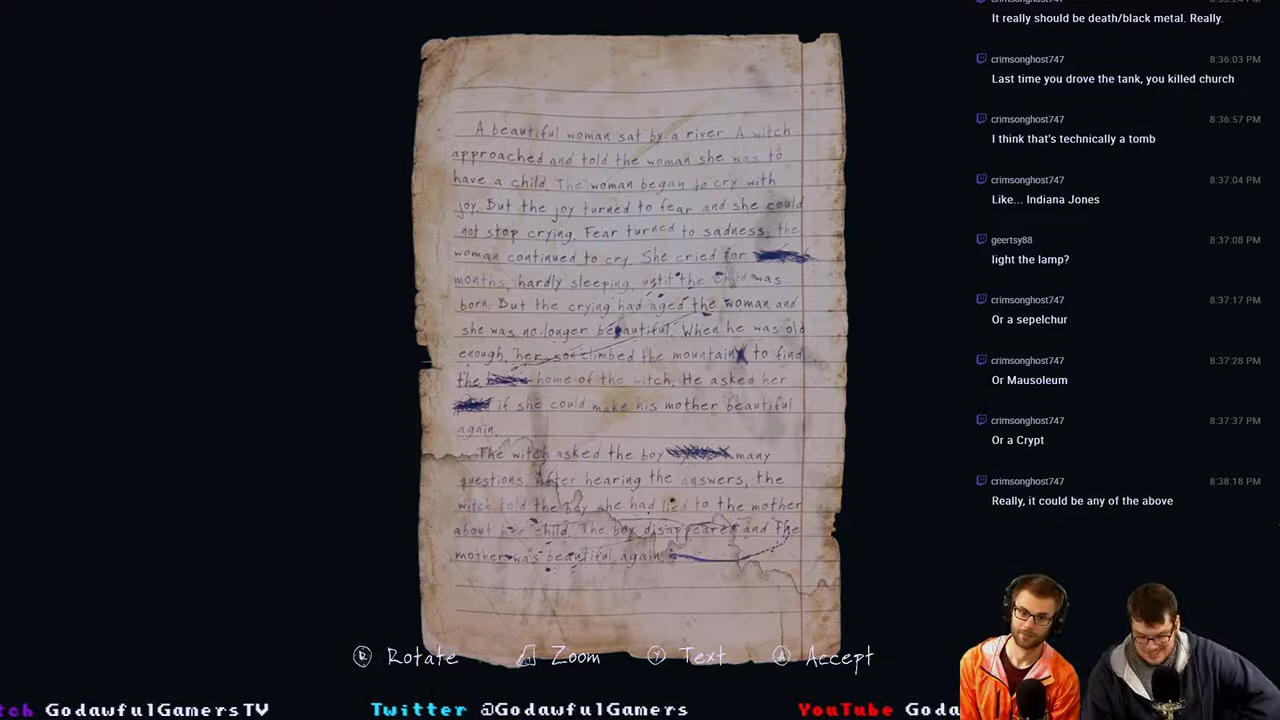 A beautiful woman sat by a river A witch
approached and told the woman she was to
have a child. The woman began to cry with
joy. But the joy turned to fear and she could
not stop crying. Fear turned to sadness; the
woman continued to cry. She cried for
months, hardly sleeping, until the child was
born. But the crying had aged the woman and
she was no longer beautiful. When he was old
enough, her son climbed the mountain to find
the home of the witch. He asked her
if she could make his mother beautiful
again.
The witch asked the boy many
questions. After hearing the answers, the
witch told the boy she had lied to the mother
about her child. The boy disappeared and the
mother was beautiful again.
R Rotate
Zoom
Y Text
A Accept
crimsonghost747
It really should be death/black metal. Really.
crimsonghost747 8:36:03 PM
Last time you drove the tank, you killed church
crimsonghost747 8:36:57 PM
I think that's technically a tomb
crimsonghost747 8:37:04 PM
Like... Indiana Jones
geertsy88 8:37:08 PM
light the lamp?
crimsonghost747 8:37:17 PM
Or a sepelchur
crimsonghost747 8:37:28 PM
Or Mausoleum
crimsonghost747 8:37:37 PM
Or a Crypt
crimsonghost747 8:38:18 PM
Really, it could be any of the above
tch GodawfulGamersTV Twitter @GodawfulGamers YouTube Goda